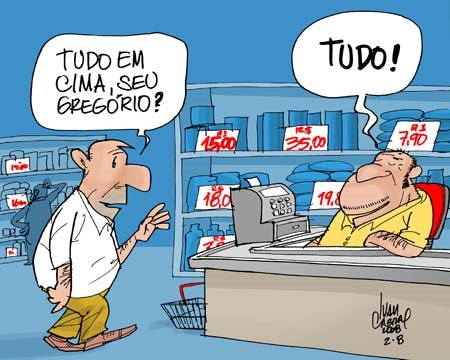 TUDO EM
CIMA, SEU
GREGÓRIO?
TUDO!
R$
15,00
R$
35,00
R$
7,90
18,0
19,8
IVAN
CABRAL
2008
2-8